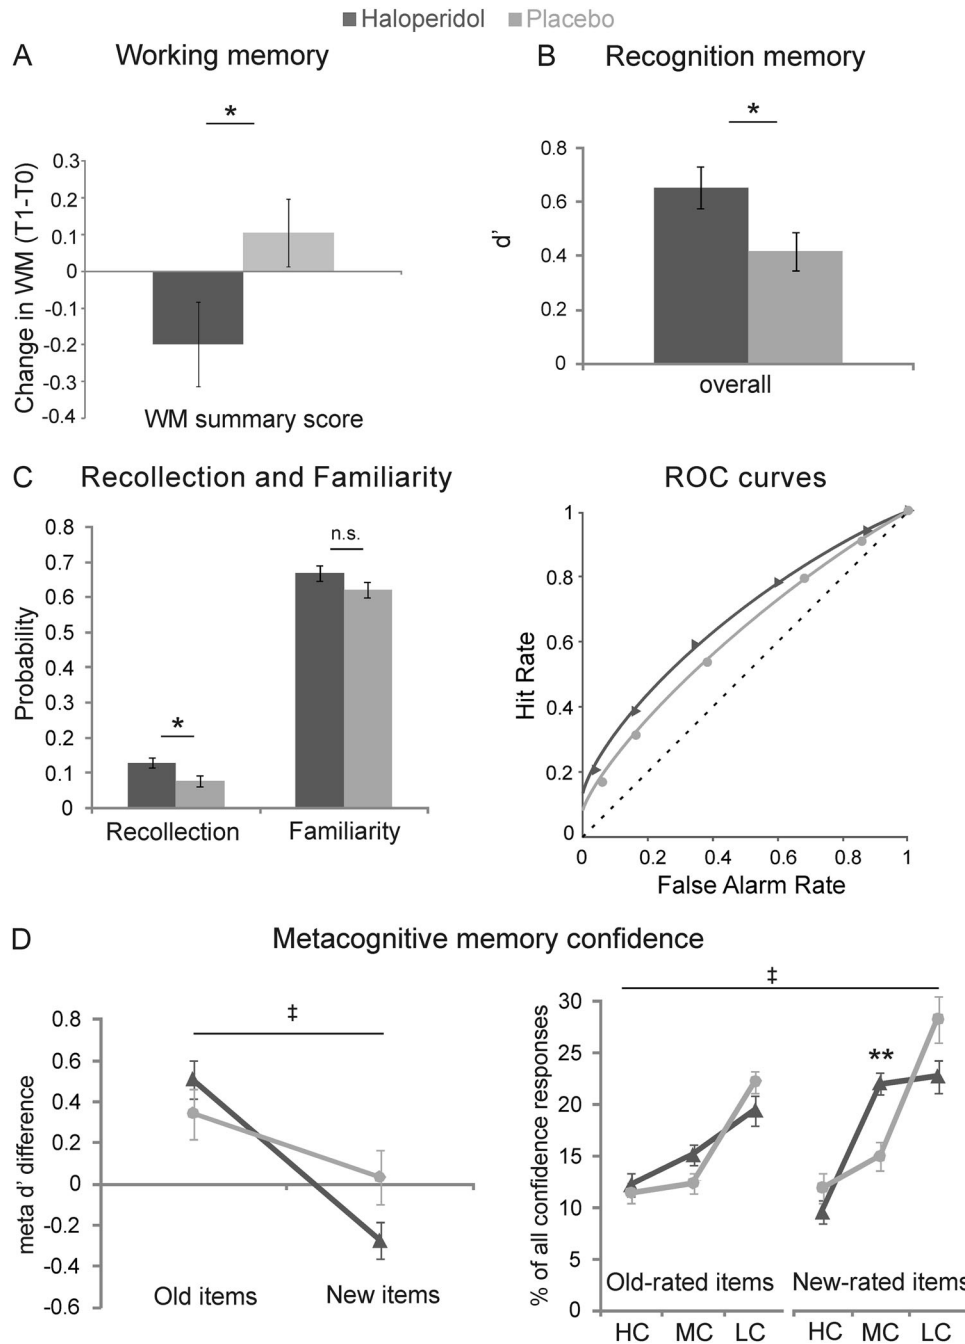 Haloperidol Placebo
A Working memory
*
Change in WM (T1-T0)
0.3
0.2
0.1
0
-0.1
-0.2
-0.3
-0.4
WM summary score
B Recognition memory
*
d'
0.8
0.6
0.4
0.2
0
overall
C Recollection and Familiarity
Probability
0.8
0.7
0.6
0.5
0.4
0.3
0.2
0.1
0
*
n.s.
Recollection Familiarity
ROC curves
Hit Rate
1
0.8
0.6
0.4
0.2
0
0 0.2 0.4 0.6 0.8 1
False Alarm Rate
D Metacognitive memory confidence
meta d' difference
0.8
0.6
0.4
0.2
0
-0.2
-0.4
-0.6
‡
Old items New items
% of all confidence responses
30
25
20
15
10
5
0
‡
**
Old-rated items New-rated items
HC MC LC HC MC LC